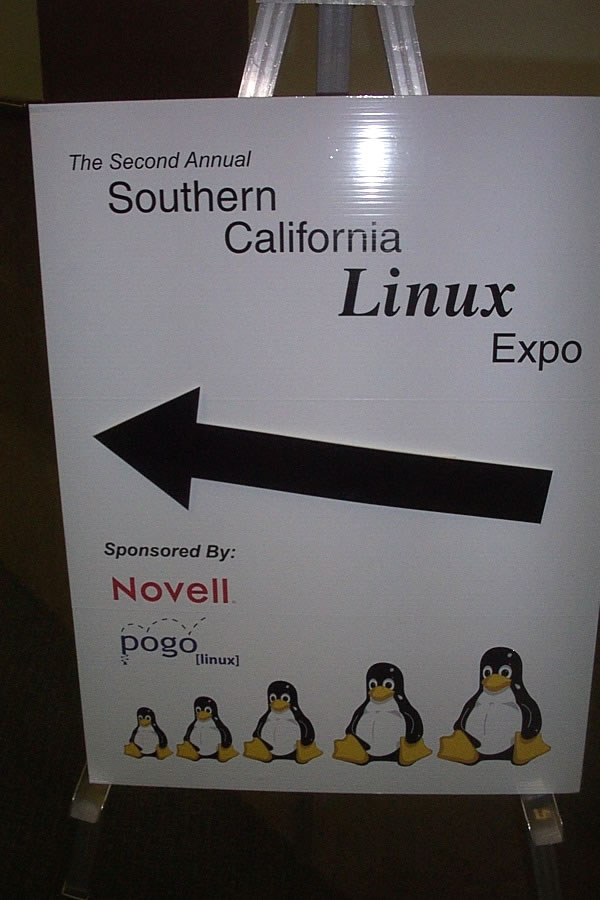 The Second Annual
Southern
California
Linux
Expo
Sponsored By:
Novell
pogo
[linux]